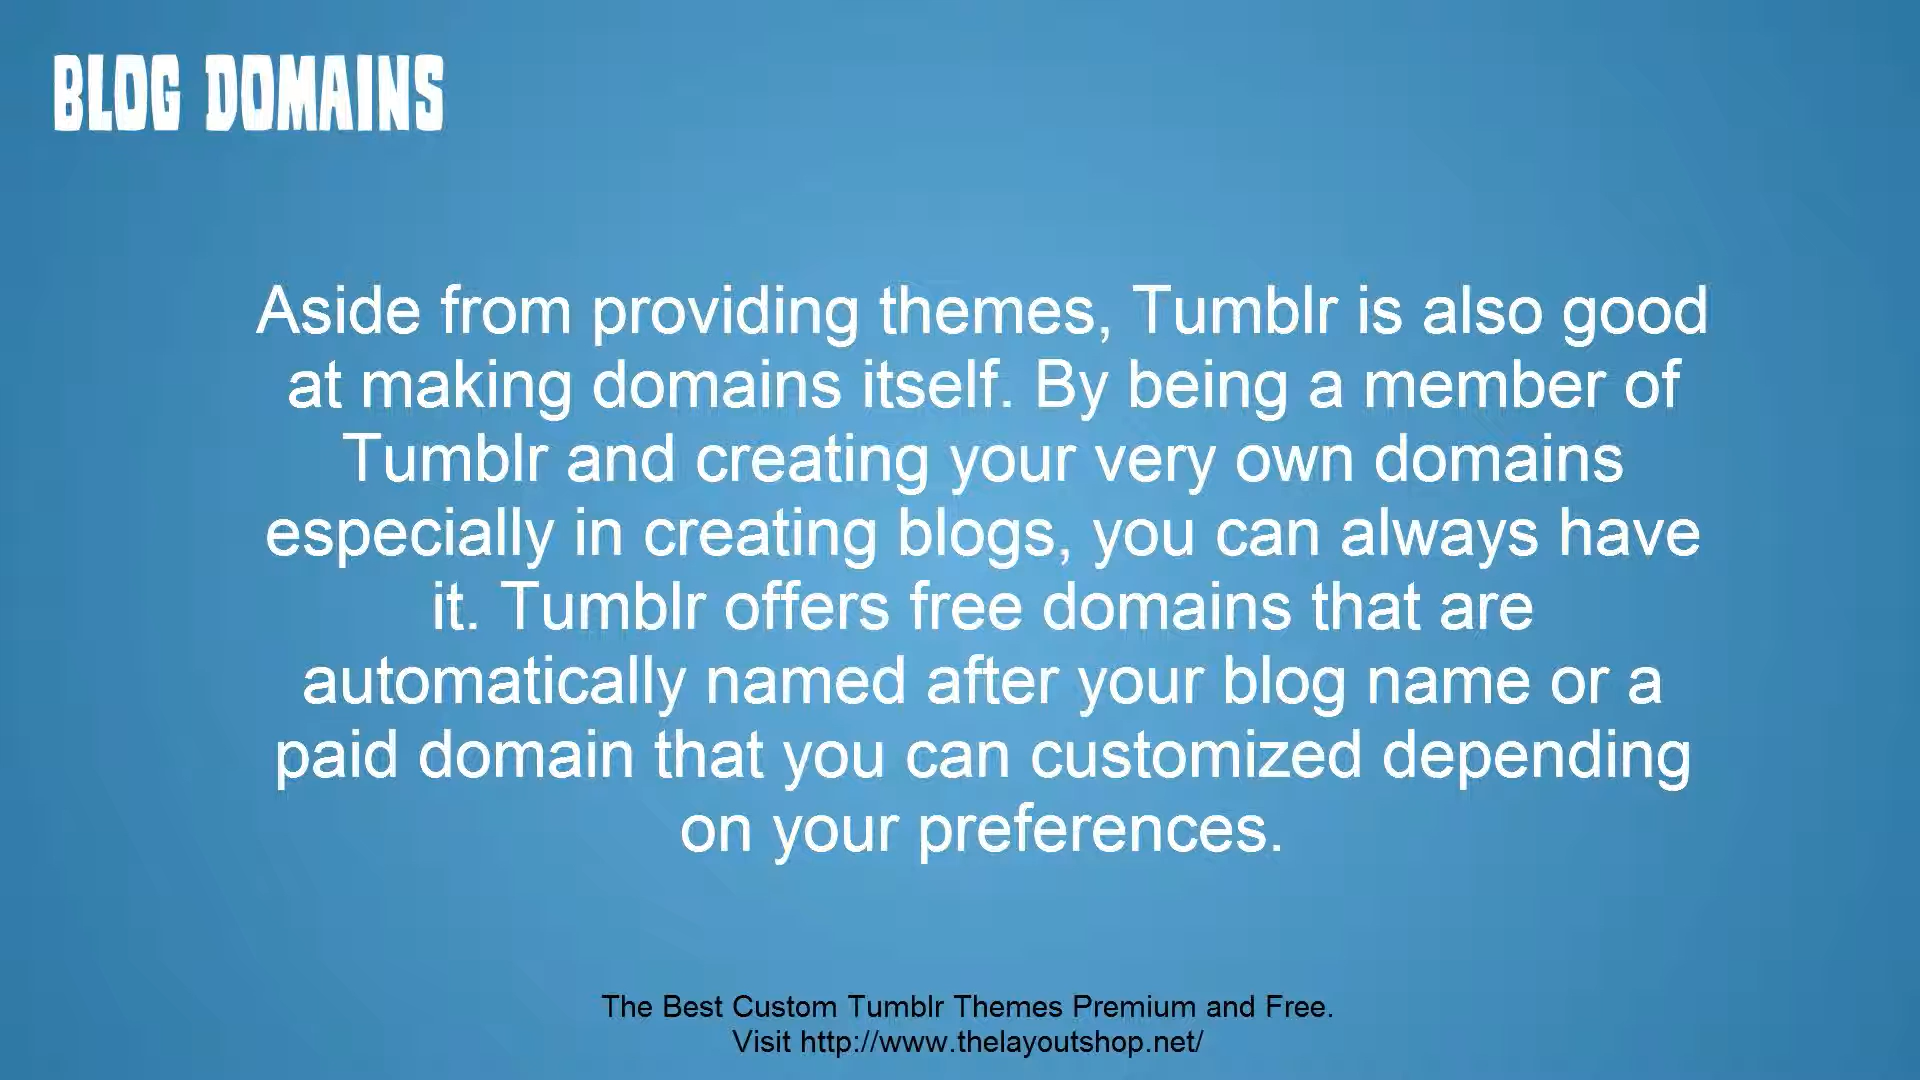 BLOG DOMAINS
Aside from providing themes, Tumblr is also good
at making domains itself. By being a member of
Tumblr and creating your very own domains
especially in creating blogs, you can always have
it. Tumblr offers free domains that are
automatically named after your blog name or a
paid domain that you can customized depending
on your preferences.
The Best Custom Tumblr Themes Premium and Free.
Visit http://www.thelayoutshop.net/